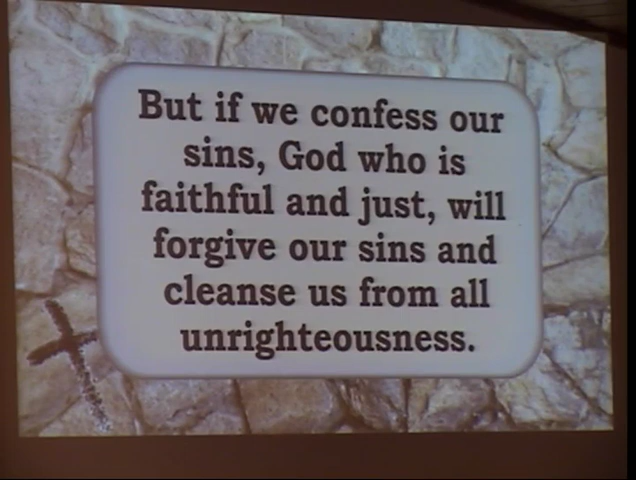 But if we confess our
sins, God who is
faithful and just, will
forgive our sins and
cleanse us from all
unrighteousness.